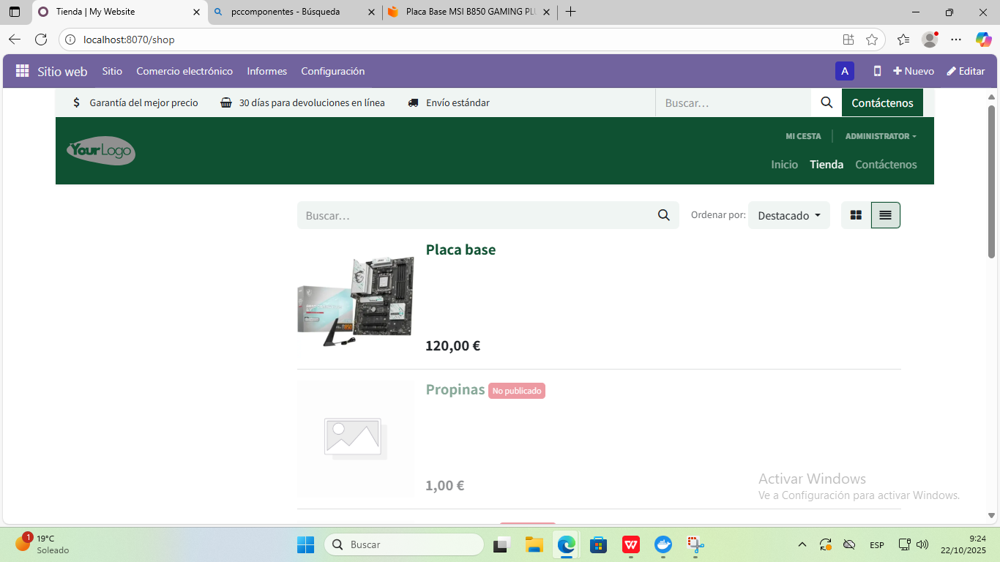 Tienda | My Website
pccomponentes - Búsqueda
Placa Base MSI B850 GAMING PLU
localhost:8070/shop
Sitio web Sitio Comercio electrónico Informes Configuración A Nuevo Editar
Garantía del mejor precio 30 días para devoluciones en línea Envío estándar Buscar... Contáctenos
YourLogo
MI CESTA ADMINISTRATOR
Inicio Tienda Contáctenos
Buscar... Ordenar por: Destacado
Placa base
120,00 €
Propinas No publicado
1,00 €
Activar Windows
Ve a Configuración para activar Windows.
1 19°C
Soleado
Buscar
ESP
9:24
22/10/2025